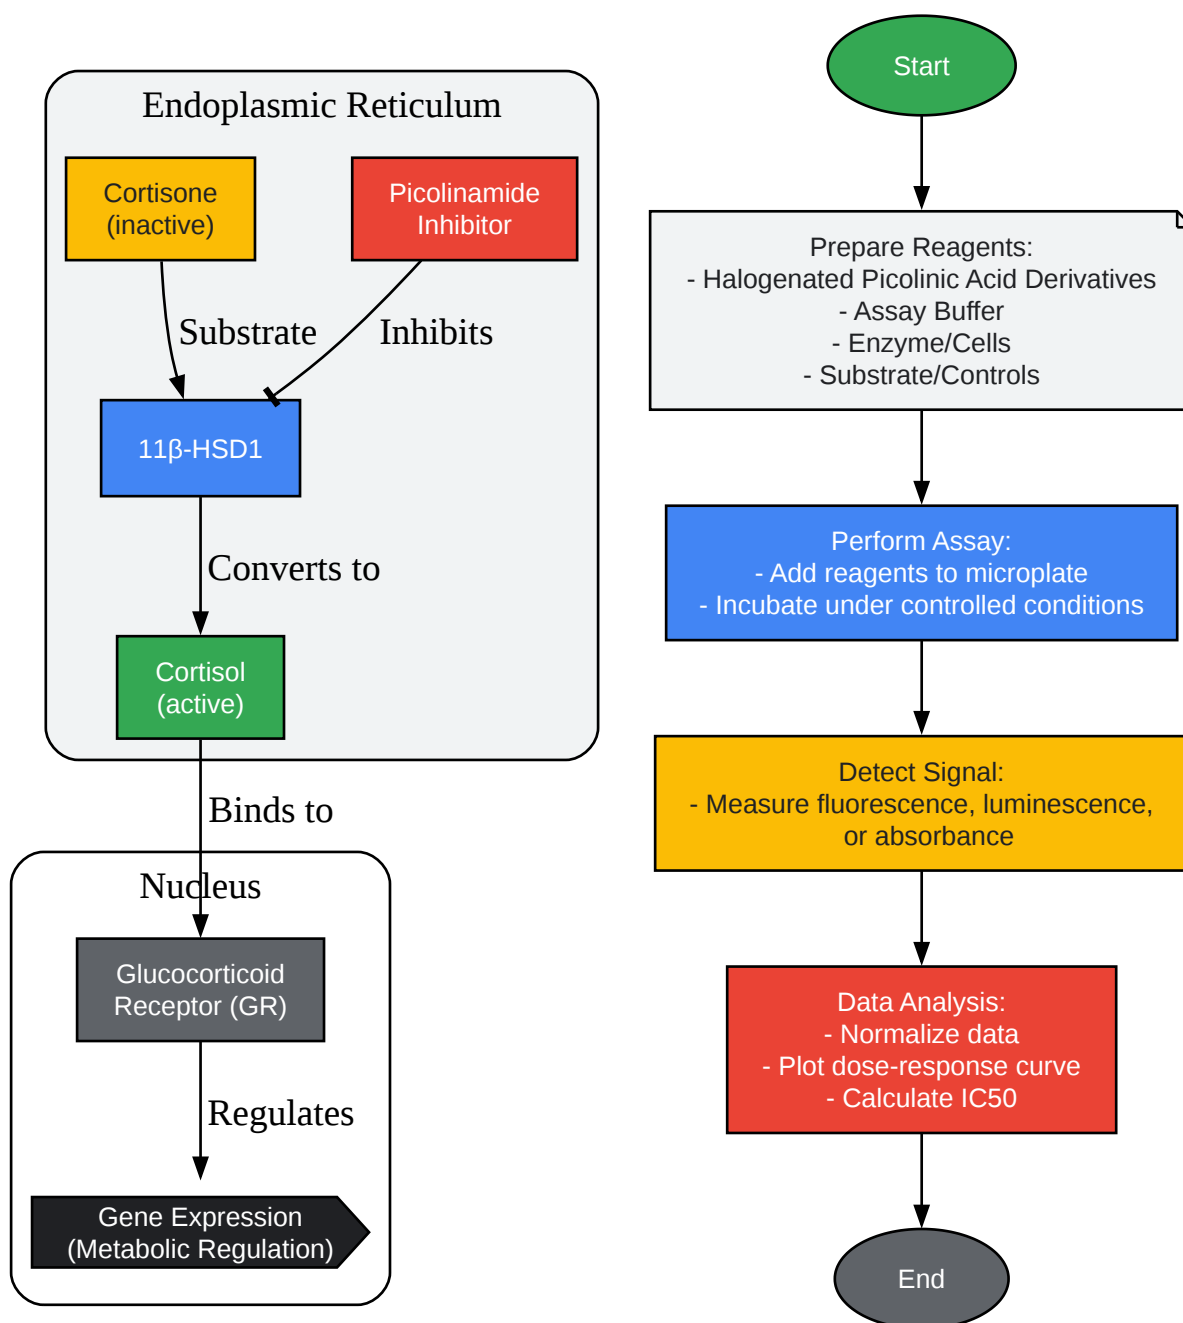 Endoplasmic Reticulum
Cortisone
(inactive)
Picolinamide
Inhibitor
Substrate
Inhibits
11β-HSD1
Converts to
Cortisol
(active)
Binds to
Nucleus
Glucocorticoid
Receptor (GR)
Regulates
Gene Expression
(Metabolic Regulation)
Start
Prepare Reagents:
- Halogenated Picolinic Acid Derivatives
- Assay Buffer
- Enzyme/Cells
- Substrate/Controls
Perform Assay:
- Add reagents to microplate
- Incubate under controlled conditions
Detect Signal:
- Measure fluorescence, luminescence,
or absorbance
Data Analysis:
- Normalize data
- Plot dose-response curve
- Calculate IC50
End